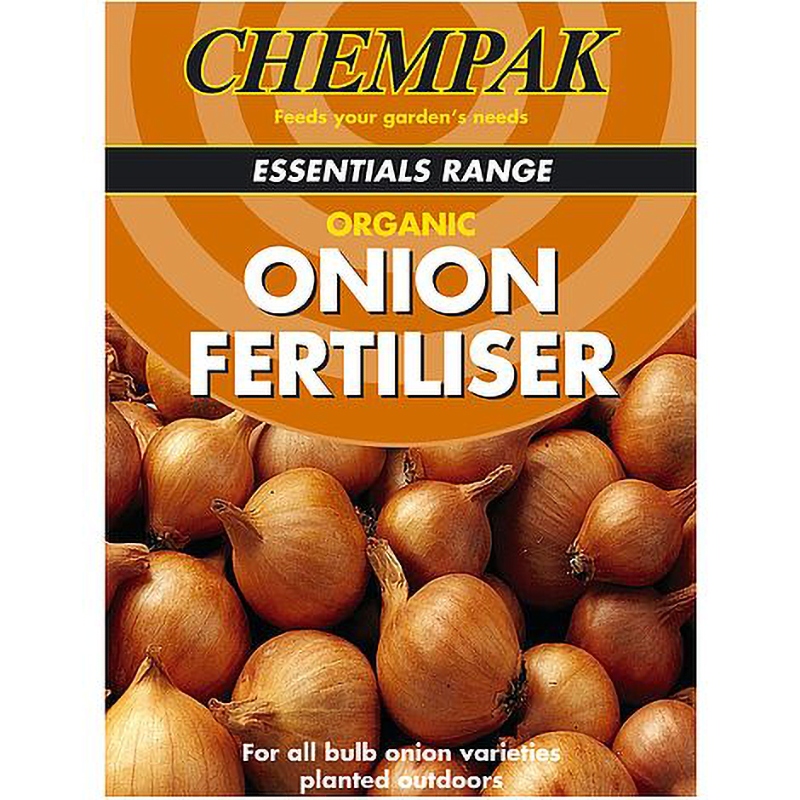 CHEMPAK
Feeds your garden's needs
ESSENTIALS RANGE
ORGANIC
ONION
FERTILISER
For all bulb onion varieties
planted outdoors